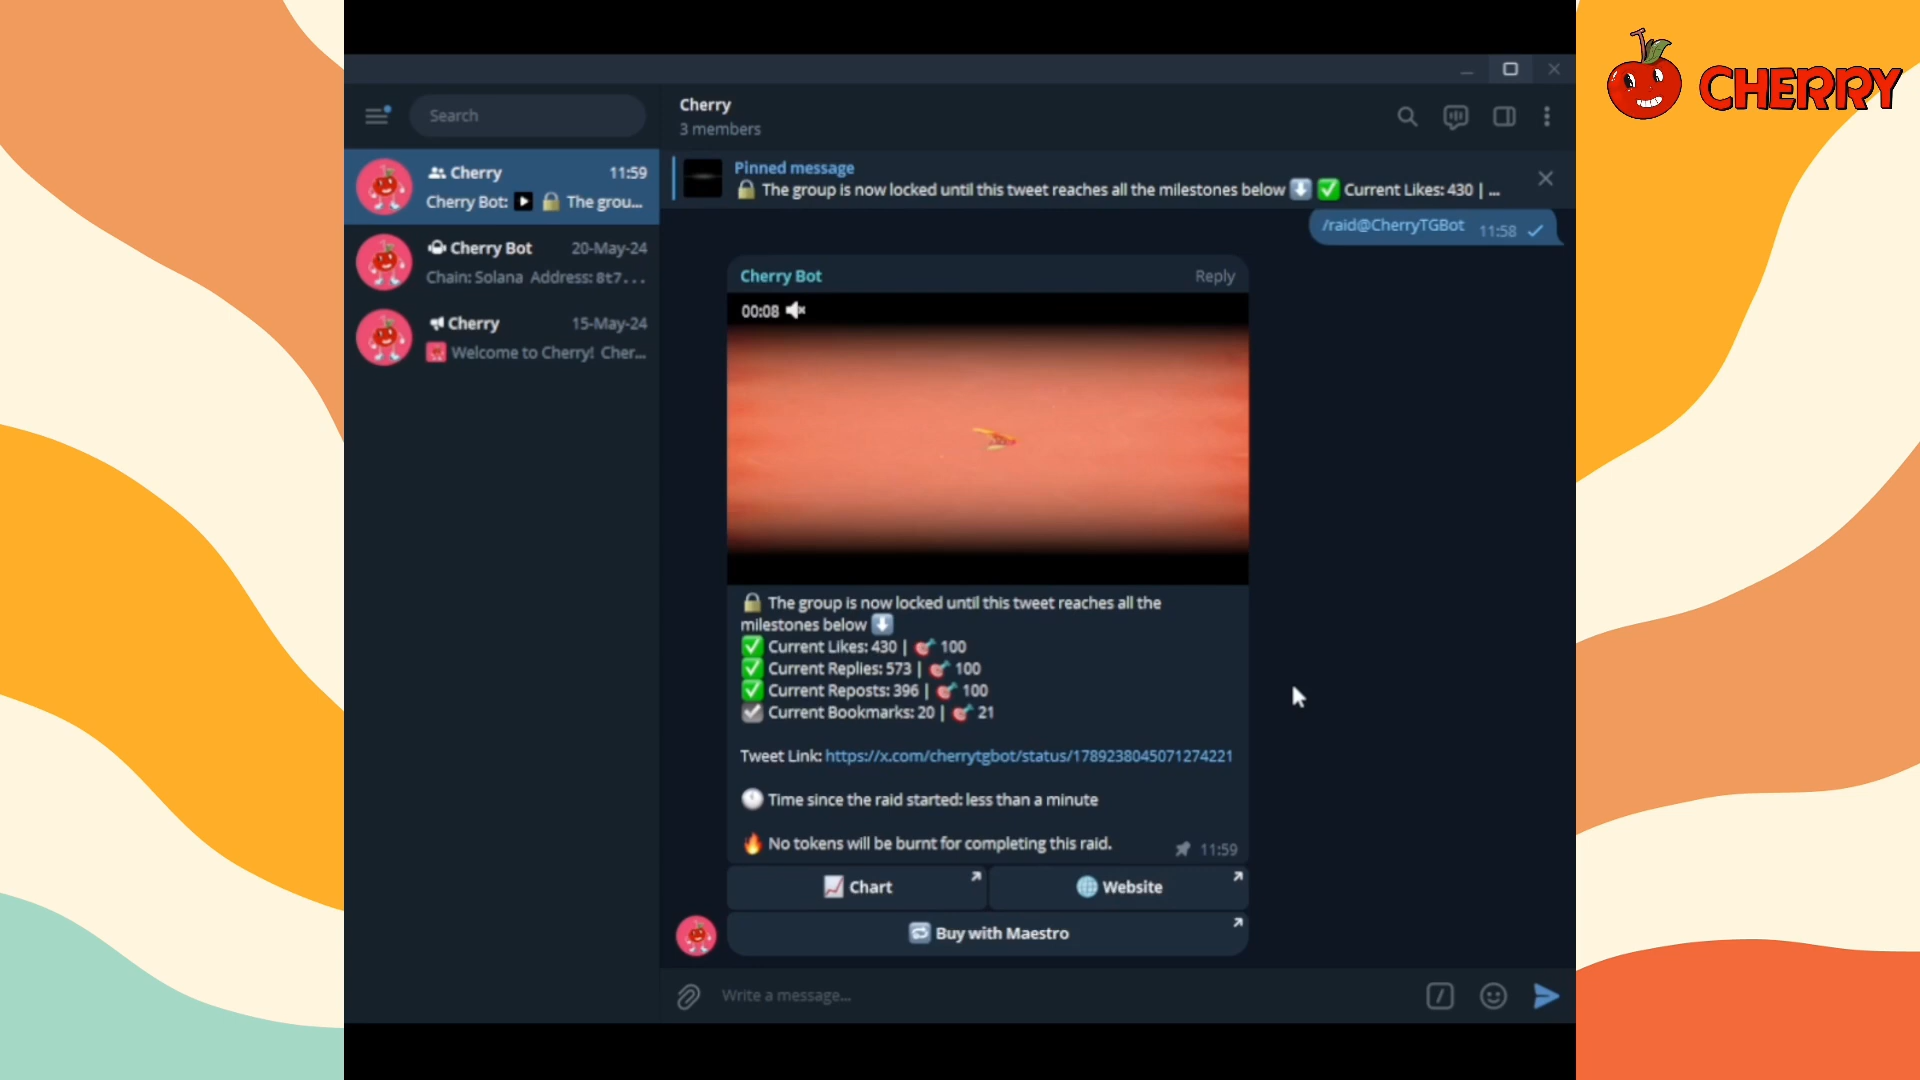 CHERRY
Search
Cherry
3 members
Pinned message
🔒 The group is now locked until this tweet reaches all the milestones below ⬇️ ✅ Current Likes: 430 | ...
Cherry 11:59
Cherry Bot: 🔒 The grou...
Cherry Bot 20-May-24
Chain: Solana Address: 8t7...
Cherry 15-May-24
Welcome to Cherry! Cher...
/raid@CherryTGBot 11:58
Cherry Bot Reply
00:08
🔒 The group is now locked until this tweet reaches all the
milestones below ⬇️
✅ Current Likes: 430 | 🎯 100
✅ Current Replies: 573 | 🎯 100
✅ Current Reposts: 396 | 🎯 100
☑️ Current Bookmarks: 20 | 🎯 21
Tweet Link: https://x.com/cherrytgbot/status/1789238045071274221
🕛 Time since the raid started: less than a minute
🔥 No tokens will be burnt for completing this raid.
11:59
📈 Chart
🌐 Website
🔁 Buy with Maestro
Write a message...